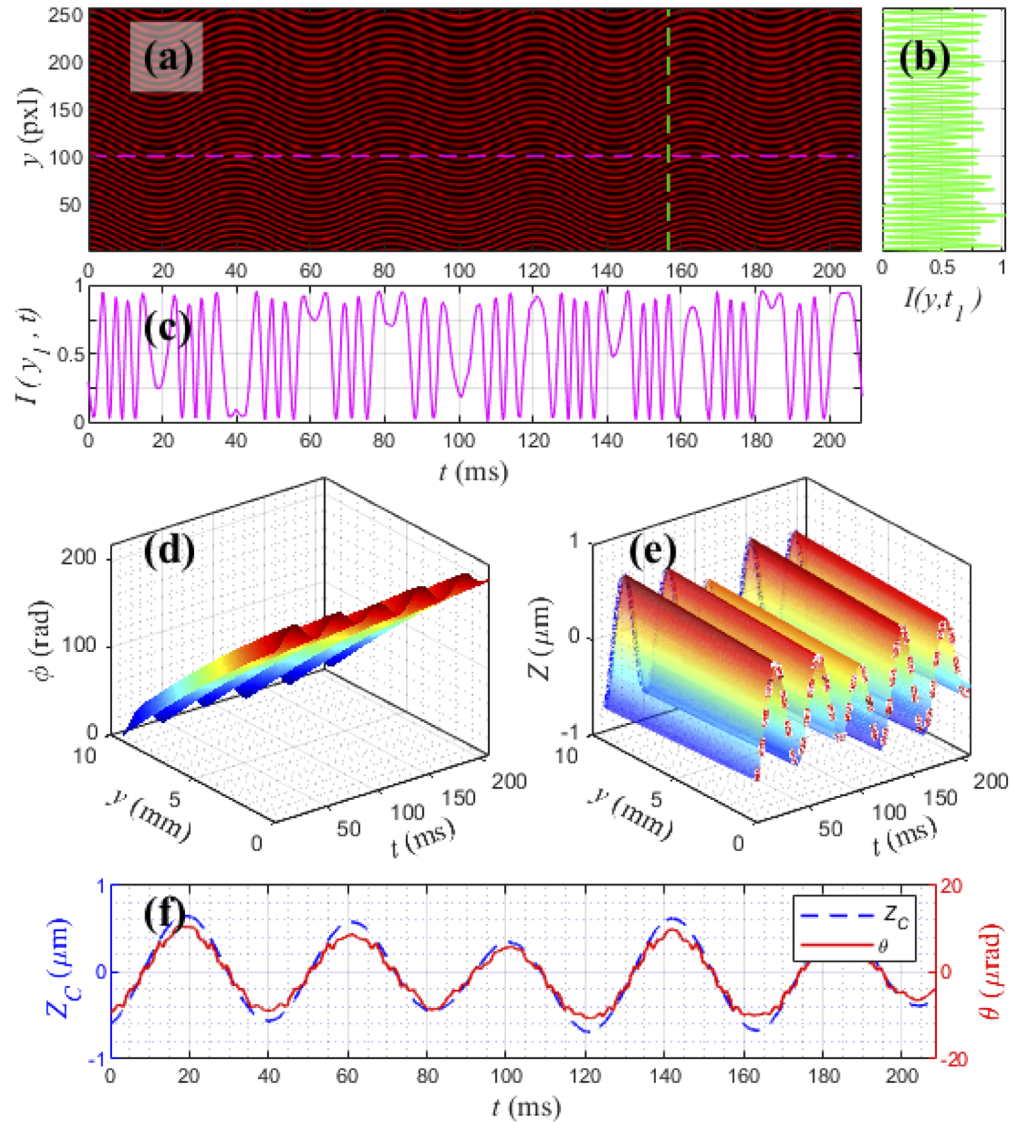 (a)
y (pxl)
250
200
150
100
50
0 20 40 60 80 100 120 140 160 180 200
(b)
0 0.5 1
I(y,t1)
(c)
I(y1,t)
1
0.5
0
0 20 40 60 80 100 120 140 160 180 200
t (ms)
(d)
ϕ (rad)
200
100
0
10
5
0
y (mm)
50
100
150
200
t (ms)
(e)
Z (μm)
1
0
-1
10
5
0
y (mm)
50
100
150
200
t (ms)
(f)
ZC (μm)
1
0
-1
ZC
θ
20
0
-20
θ (μrad)
0 20 40 60 80 100 120 140 160 180 200
t (ms)